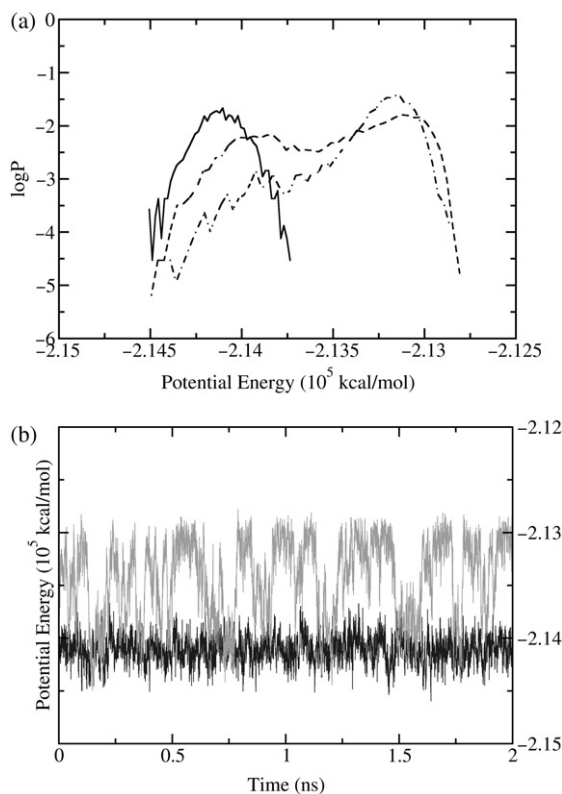 (a)
0
−1
−2
−3
−4
−5
−6
logP
−2.15 −2.145 −2.14 −2.135 −2.13 −2.125
Potential Energy (10⁵ kcal/mol)
(b)
Potential Energy (10⁵ kcal/mol)
−2.12
−2.13
−2.14
−2.15
0 0.5 1 1.5 2
Time (ns)